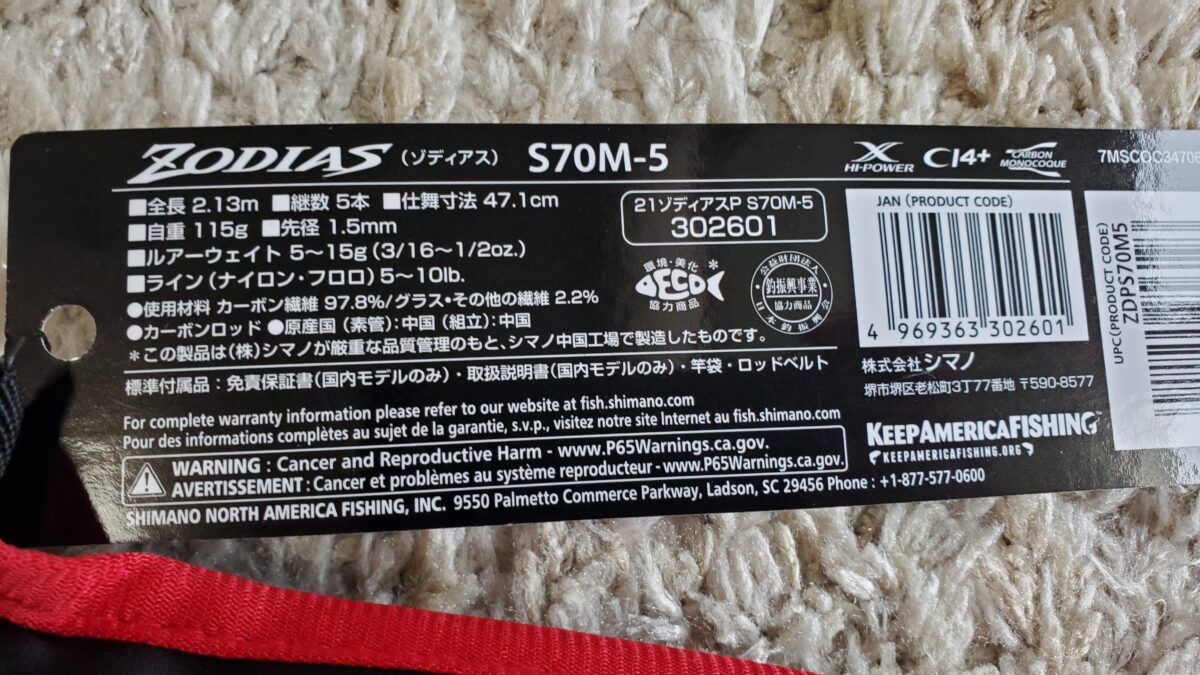 ZODIAS (ゾディアス) S70M-5
X HI-POWER CI4+ CARBON MONOCOQUE
■全長 2.13m ■継数 5本 ■仕舞寸法 47.1cm
■自重 115g ■先径 1.5mm
■ルアーウェイト 5～15g (3/16～1/2oz.)
■ライン (ナイロン・フロロ) 5～10lb.
●使用材料 カーボン繊維 97.8%/グラス・その他の繊維 2.2%
●カーボンロッド ●原産国 (素管):中国 (組立):中国
＊この製品は(株)シマノが厳重な品質管理のもと、シマノ中国工場で製造したものです。
標準付属品:免責保証書(国内モデルのみ)・取扱説明書(国内モデルのみ)・竿袋・ロッドベルト
21ゾディアスP S70M-5
302601
環境・美化
ECO＊
協力商品
公益財団法人
釣振興事業
協力商品
日本釣振興会
JAN (PRODUCT CODE)
4 969363 302601
株式会社シマノ
堺市堺区老松町3丁77番地 〒590-8577
For complete warranty information please refer to our website at fish.shimano.com
Pour des informations complètes au sujet de la garantie, s.v.p., visitez notre site Internet au fish.shimano.com
WARNING : Cancer and Reproductive Harm - www.P65Warnings.ca.gov.
AVERTISSEMENT : Cancer et problèmes au système reproducteur - www.P65Warnings.ca.gov.
SHIMANO NORTH AMERICA FISHING, INC. 9550 Palmetto Commerce Parkway, Ladson, SC 29456 Phone : +1-877-577-0600
KEEPAMERICAFISHING™
KEEPAMERICAFISHING.ORG
UPC(PRODUCT CODE)
ZDPS70M5